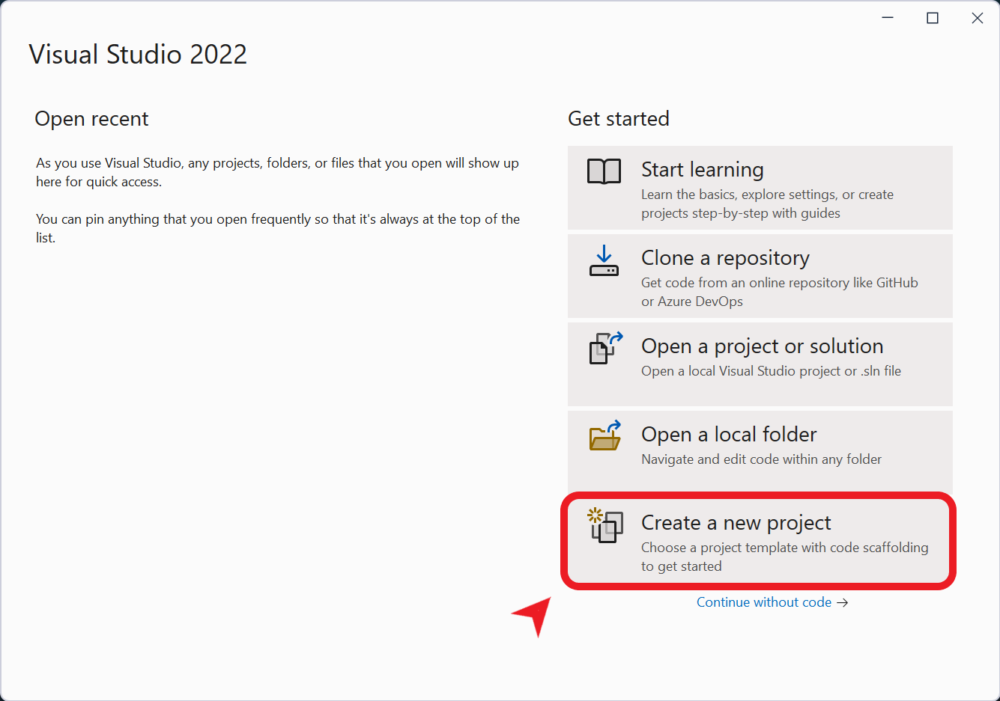 Visual Studio 2022
Open recent
As you use Visual Studio, any projects, folders, or files that you open will show up
here for quick access.
You can pin anything that you open frequently so that it's always at the top of the
list.
Get started
Start learning
Learn the basics, explore settings, or create
projects step-by-step with guides
Clone a repository
Get code from an online repository like GitHub
or Azure DevOps
Open a project or solution
Open a local Visual Studio project or .sln file
Open a local folder
Navigate and edit code within any folder
Create a new project
Choose a project template with code scaffolding
to get started
Continue without code →